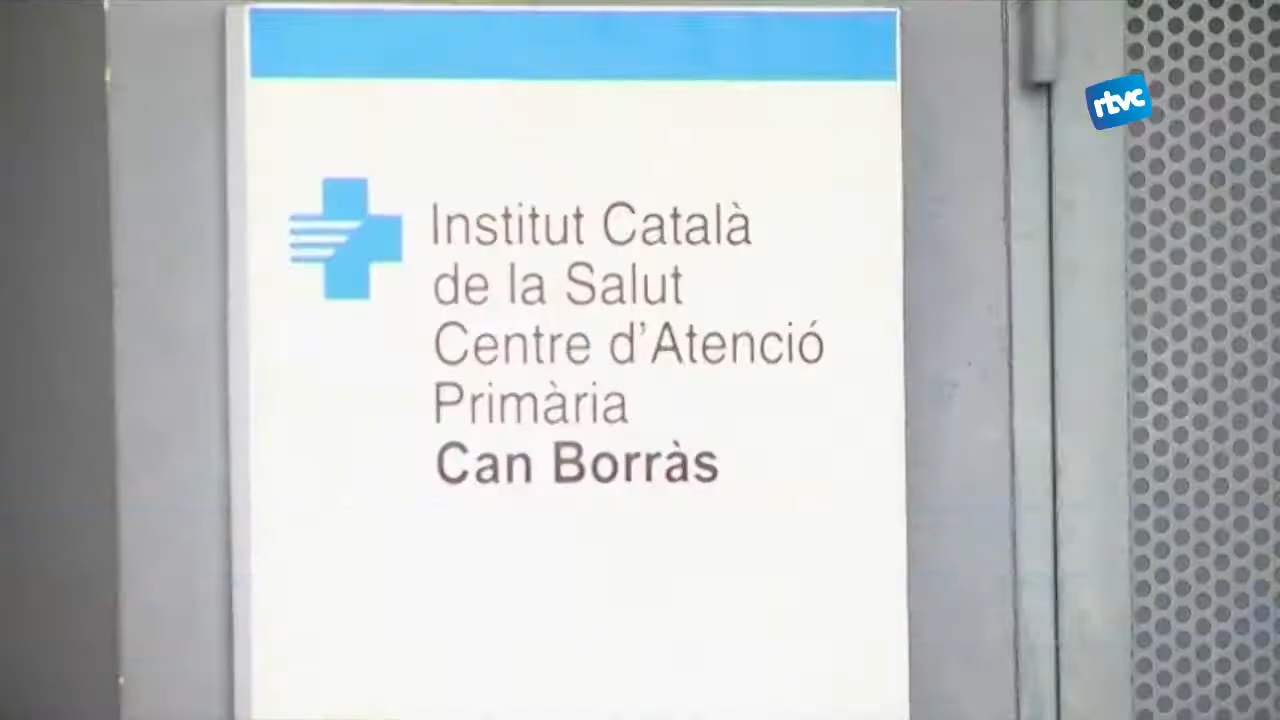 rtvc
Institut Català
de la Salut
Centre d'Atenció
Primària
Can Borràs